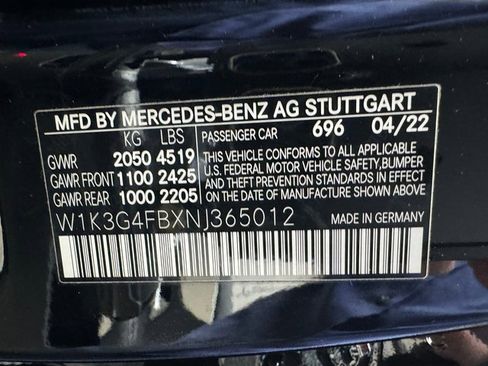 MFD BY MERCEDES-BENZ AG STUTTGART
KG LBS PASSENGER CAR 696 04/22
GVWR 2050 4519
GAWR FRONT 1100 2425
GAWR REAR 1000 2205
THIS VEHICLE CONFORMS TO ALL APPLICABLE
U.S. FEDERAL MOTOR VEHICLE SAFETY, BUMPER
AND THEFT PREVENTION STANDARDS IN EFFECT
ON THE DATE OF MANUFACTURE SHOWN ABOVE.
W1K3G4FBXNJ365012 MADE IN GERMANY